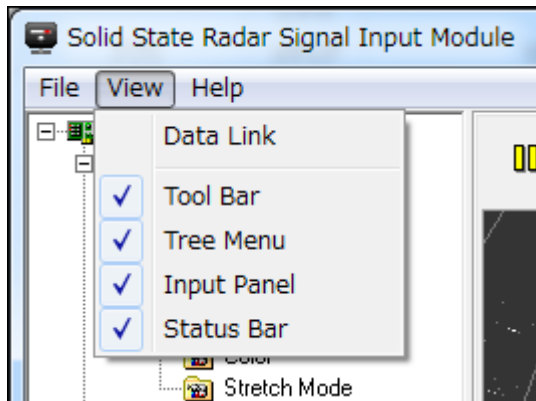 Solid State Radar Signal Input Module
File View Help
Data Link
Tool Bar
Tree Menu
Input Panel
Status Bar
Color
Stretch Mode